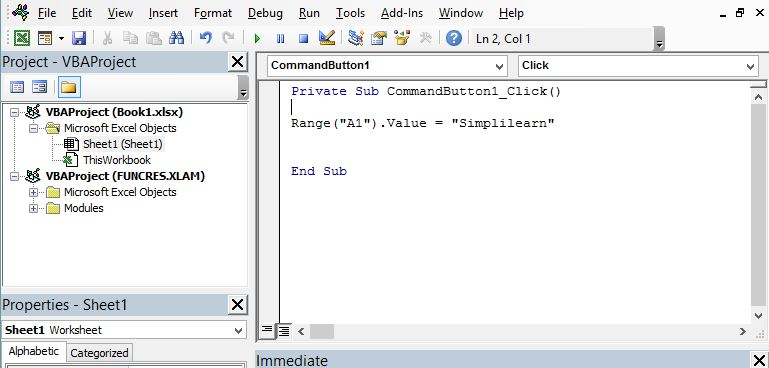 File Edit View Insert Format Debug Run Tools Add-Ins Window Help
Ln 2, Col 1
Project - VBAProject
VBAProject (Book1.xlsx)
Microsoft Excel Objects
Sheet1 (Sheet1)
ThisWorkbook
VBAProject (FUNCRES.XLAM)
Microsoft Excel Objects
Modules
Properties - Sheet1
Sheet1 Worksheet
Alphabetic Categorized
CommandButton1 Click
Private Sub CommandButton1_Click()
Range("A1").Value = "Simplilearn"
End Sub
Immediate